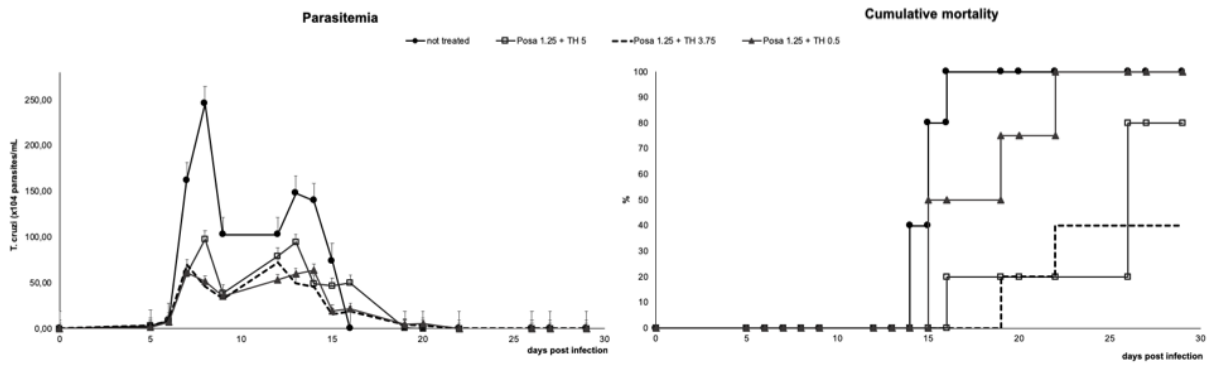 Parasitemia
Cumulative mortality
not treated Posa 1.25 + TH 5 Posa 1.25 + TH 3.75 Posa 1.25 + TH 0.5
T. cruzi (x104 parasites/mL
250,00
200,00
150,00
100,00
50,00
0,00
0 5 10 15 20 25 30
days post infection
%
100
90
80
70
60
50
40
30
20
10
0
0 5 10 15 20 25 30
days post infection